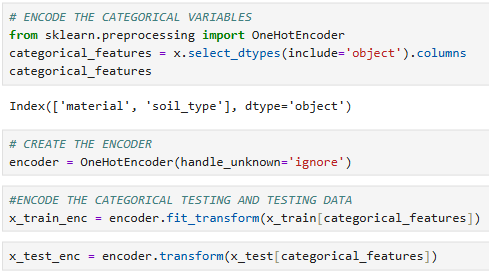 # ENCODE THE CATEGORICAL VARIABLES
from sklearn.preprocessing import OneHotEncoder
categorical_features = x.select_dtypes(include='object').columns
categorical_features
Index(['material', 'soil_type'], dtype='object')
# CREATE THE ENCODER
encoder = OneHotEncoder(handle_unknown='ignore')
#ENCODE THE CATEGORICAL TESTING AND TESTING DATA
x_train_enc = encoder.fit_transform(x_train[categorical_features])
x_test_enc = encoder.transform(x_test[categorical_features])